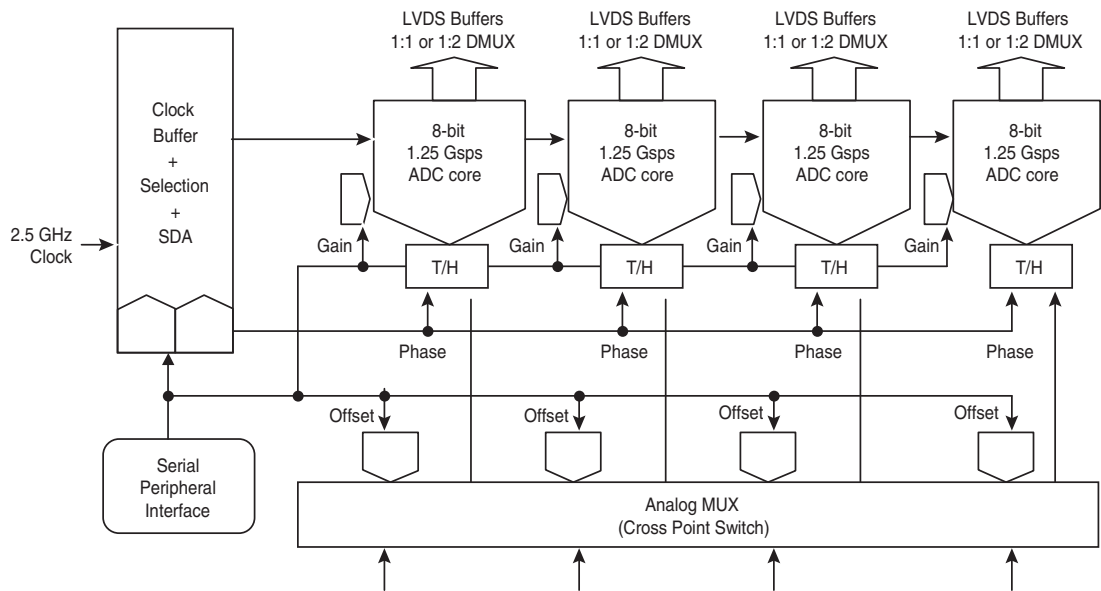 LVDS Buffers
1:1 or 1:2 DMUX
LVDS Buffers
1:1 or 1:2 DMUX
LVDS Buffers
1:1 or 1:2 DMUX
LVDS Buffers
1:1 or 1:2 DMUX
Clock
Buffer
+
Selection
+
SDA
2.5 GHz
Clock
8-bit
1.25 Gsps
ADC core
8-bit
1.25 Gsps
ADC core
8-bit
1.25 Gsps
ADC core
8-bit
1.25 Gsps
ADC core
Gain
Gain
Gain
Gain
T/H
T/H
T/H
T/H
Phase
Phase
Phase
Phase
Offset
Offset
Offset
Offset
Serial
Peripheral
Interface
Analog MUX
(Cross Point Switch)